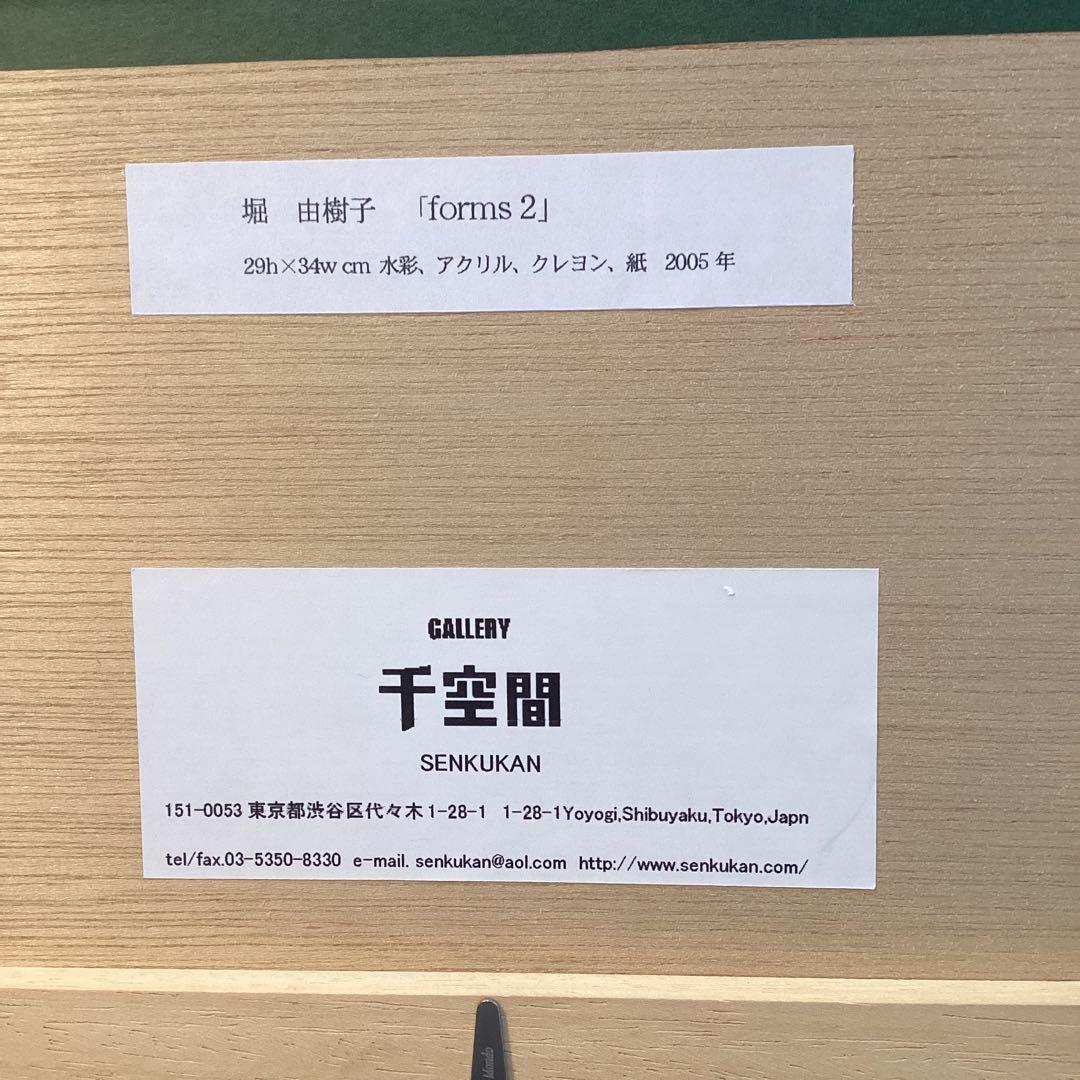 堀　由樹子　「forms 2」
29h×34w cm 水彩、アクリル、クレヨン、紙　2005 年
GALLERY
千空間
SENKUKAN
151-0053 東京都渋谷区代々木 1-28-1　1-28-1Yoyogi,Shibuyaku,Tokyo,Japn
tel/fax.03-5350-8330 e-mail. senkukan@aol.com http://www.senkukan.com/